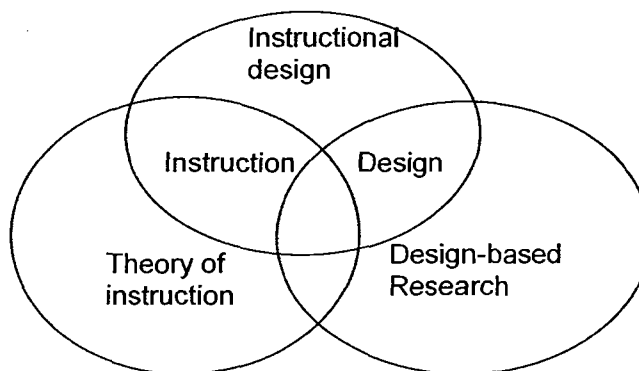 Instructional
design
Instruction
Design
Theory of
instruction
Design-based
Research